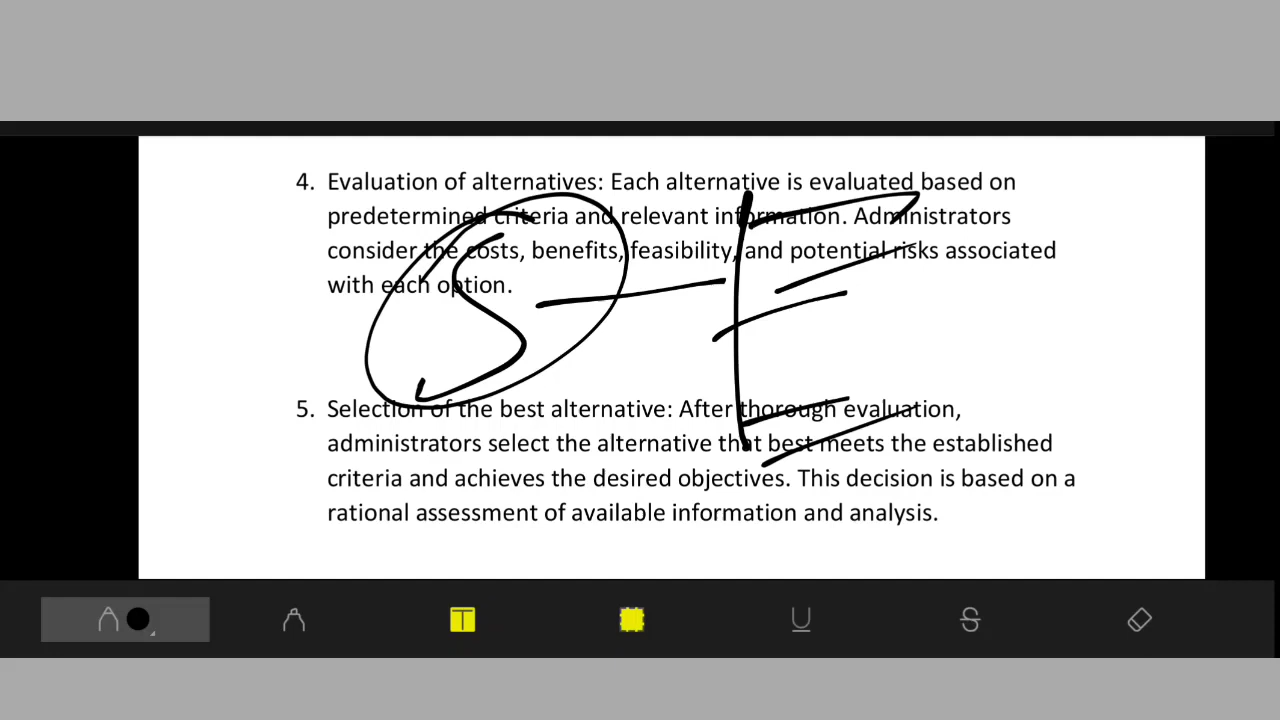 4. Evaluation of alternatives: Each alternative is evaluated based on
predetermined criteria and relevant information. Administrators
consider the costs, benefits, feasibility, and potential risks associated
with each option.
S - E
5. Selection of the best alternative: After thorough evaluation,
administrators select the alternative that best meets the established
criteria and achieves the desired objectives. This decision is based on a
rational assessment of available information and analysis.
T
U
S